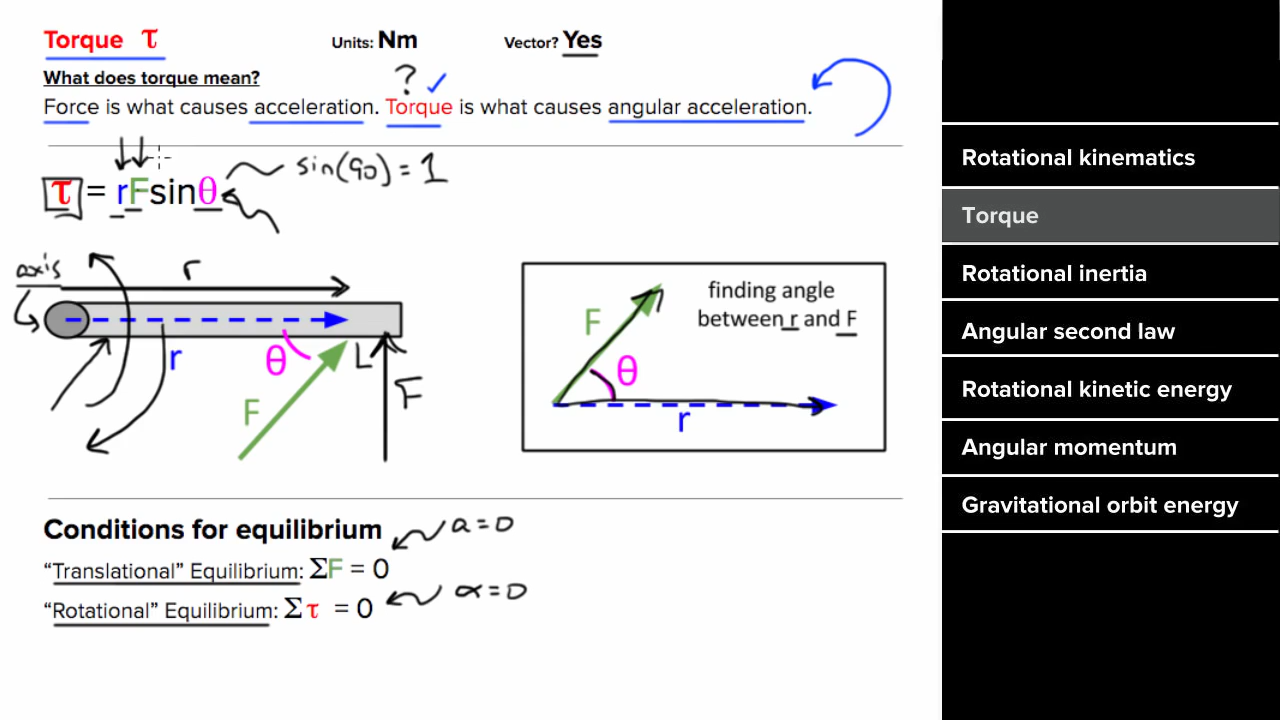 Torque τ
Units: Nm
Vector? Yes
What does torque mean?
?
Force is what causes acceleration. Torque is what causes angular acceleration.
τ = rFsinθ
sin(90) = 1
axis
r
r
θ
F
F
finding angle
between r and F
F
θ
r
Conditions for equilibrium
a = 0
“Translational” Equilibrium: ΣF = 0
“Rotational” Equilibrium: Σ τ = 0
α = 0
Rotational kinematics
Torque
Rotational inertia
Angular second law
Rotational kinetic energy
Angular momentum
Gravitational orbit energy